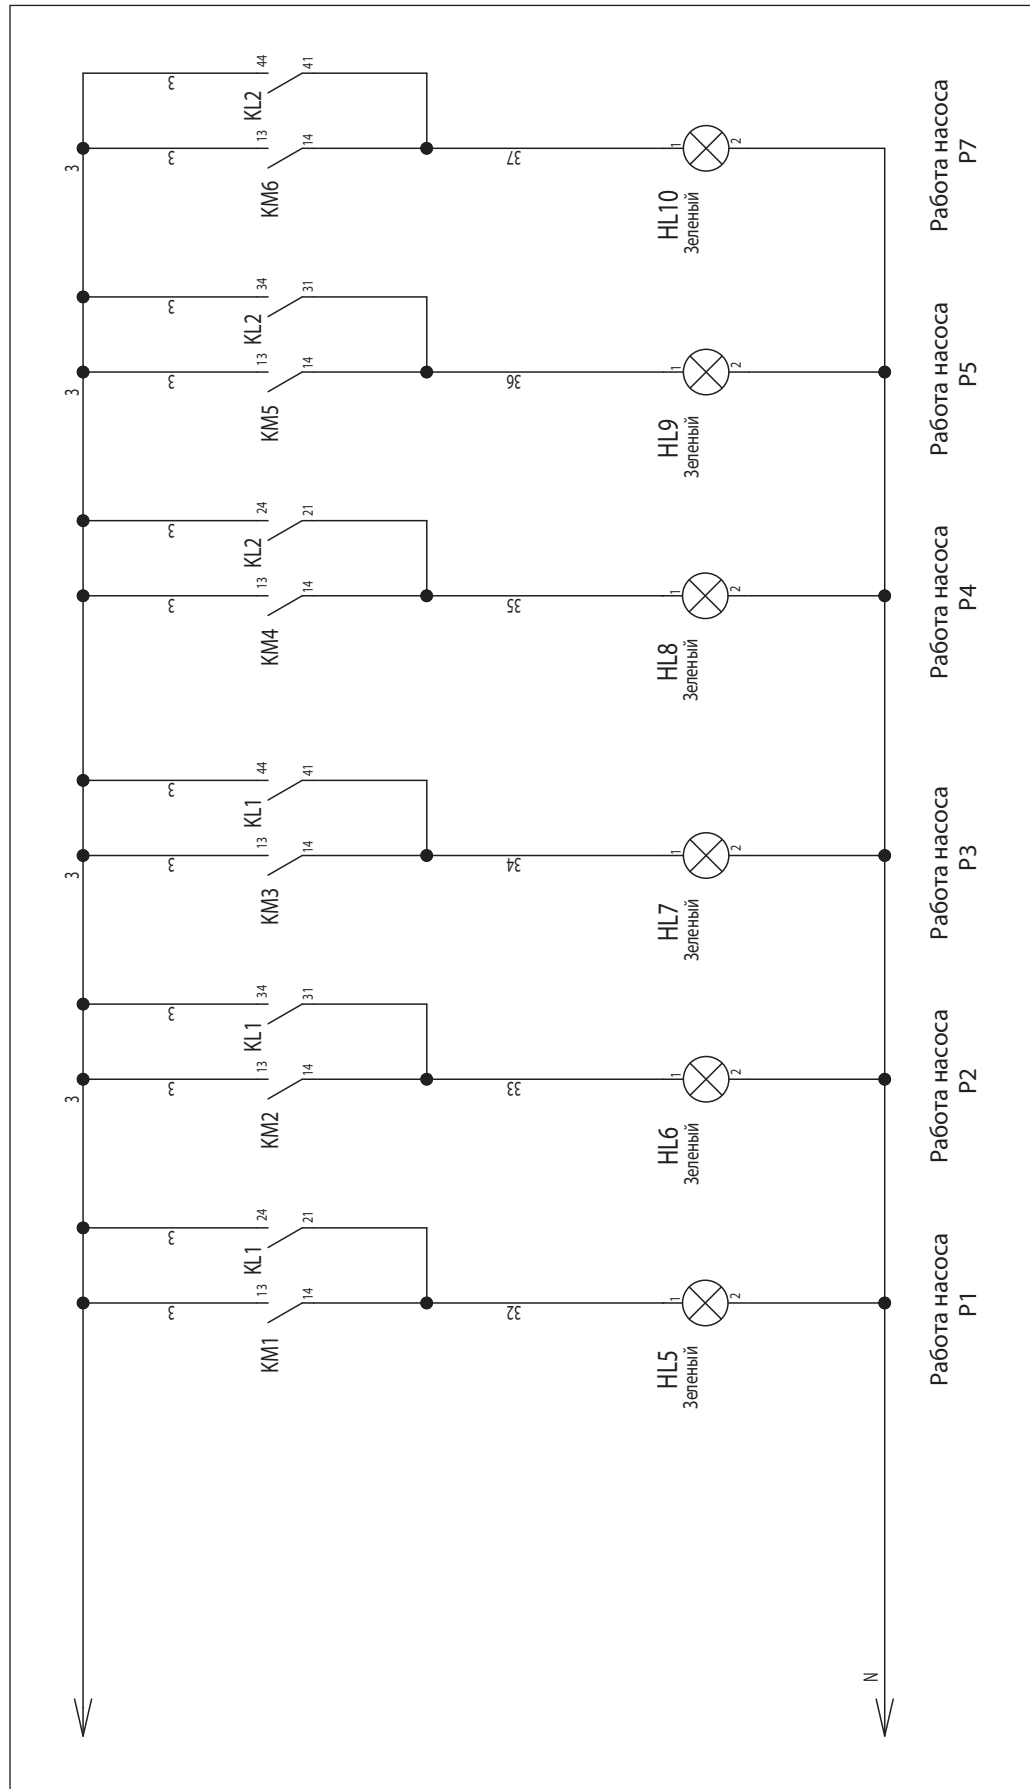 3
3
3
3
3
44
41
KL2
3
13
14
KM6
37
1
2
HL10
Зеленый
Работа насоса
P7
3
34
31
KL2
3
13
14
KM5
36
1
2
HL9
Зеленый
Работа насоса
P5
3
24
21
KL2
3
13
14
KM4
35
1
2
HL8
Зеленый
Работа насоса
P4
3
44
41
KL1
3
13
14
KM3
34
1
2
HL7
Зеленый
Работа насоса
P3
3
34
31
KL1
3
13
14
KM2
33
1
2
HL6
Зеленый
Работа насоса
P2
3
24
21
KL1
3
13
14
KM1
32
1
2
HL5
Зеленый
Работа насоса
P1
N